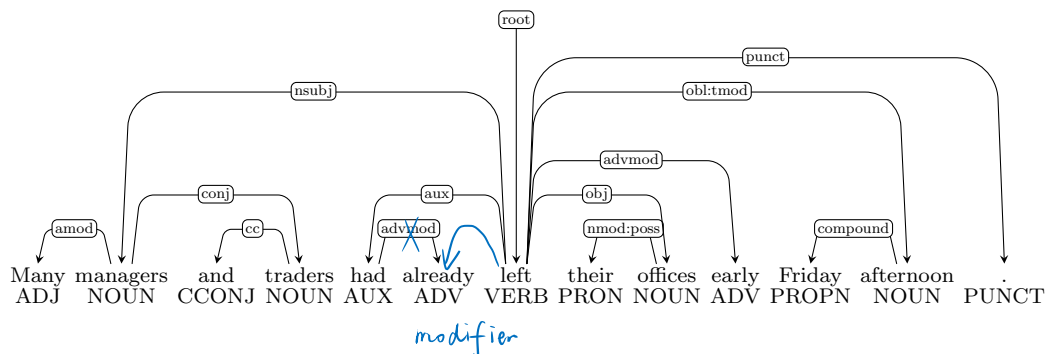 root
punct
nsubj obl:tmod
advmod
conj aux obj
amod cc advmod nmod:poss compound
Many managers and traders had already left their offices early Friday afternoon .
ADJ NOUN CCONJ NOUN AUX ADV VERB PRON NOUN ADV PROPN NOUN PUNCT
modifier